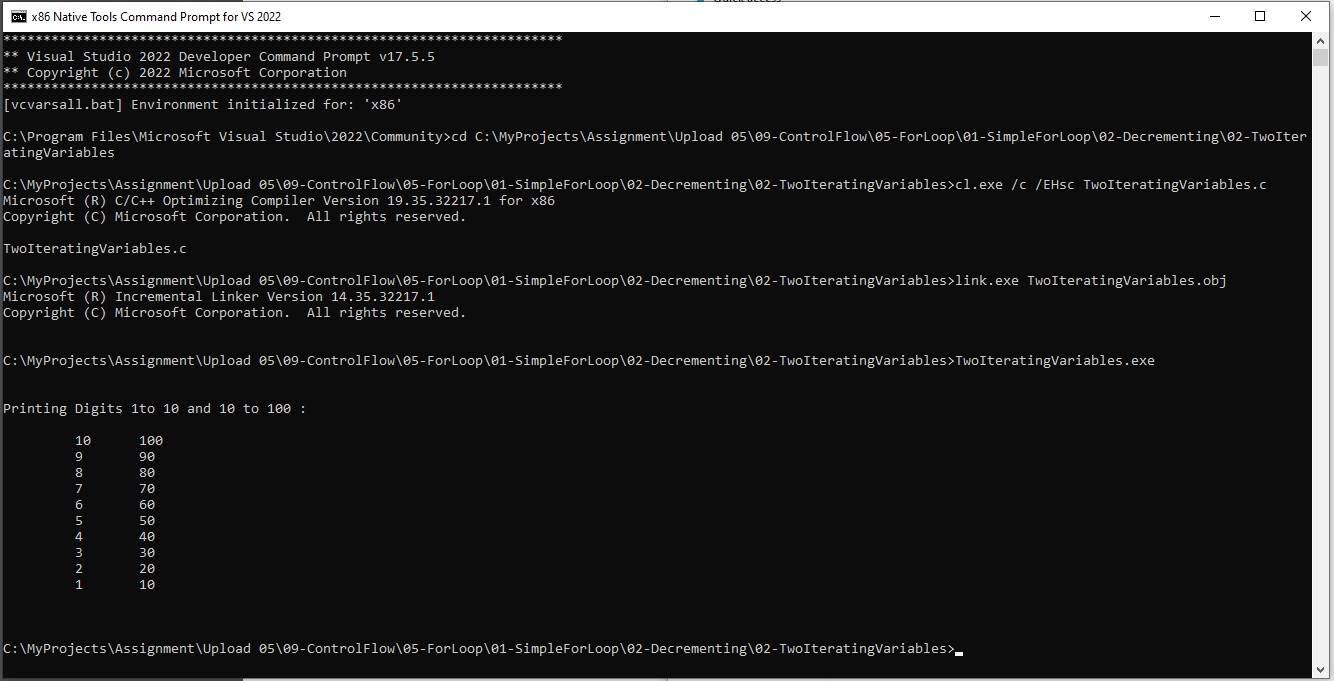 x86 Native Tools Command Prompt for VS 2022
**********************************************************************
** Visual Studio 2022 Developer Command Prompt v17.5.5
** Copyright (c) 2022 Microsoft Corporation
**********************************************************************
[vcvarsall.bat] Environment initialized for: 'x86'
C:\Program Files\Microsoft Visual Studio\2022\Community>cd C:\MyProjects\Assignment\Upload 05\09-ControlFlow\05-ForLoop\01-SimpleForLoop\02-Decrementing\02-TwoIter
atingVariables
C:\MyProjects\Assignment\Upload 05\09-ControlFlow\05-ForLoop\01-SimpleForLoop\02-Decrementing\02-TwoIteratingVariables>cl.exe /c /EHsc TwoIteratingVariables.c
Microsoft (R) C/C++ Optimizing Compiler Version 19.35.32217.1 for x86
Copyright (C) Microsoft Corporation.  All rights reserved.
TwoIteratingVariables.c
C:\MyProjects\Assignment\Upload 05\09-ControlFlow\05-ForLoop\01-SimpleForLoop\02-Decrementing\02-TwoIteratingVariables>link.exe TwoIteratingVariables.obj
Microsoft (R) Incremental Linker Version 14.35.32217.1
Copyright (C) Microsoft Corporation.  All rights reserved.
C:\MyProjects\Assignment\Upload 05\09-ControlFlow\05-ForLoop\01-SimpleForLoop\02-Decrementing\02-TwoIteratingVariables>TwoIteratingVariables.exe
Printing Digits 1to 10 and 10 to 100 :
10 100
9 90
8 80
7 70
6 60
5 50
4 40
3 30
2 20
1 10
C:\MyProjects\Assignment\Upload 05\09-ControlFlow\05-ForLoop\01-SimpleForLoop\02-Decrementing\02-TwoIteratingVariables>